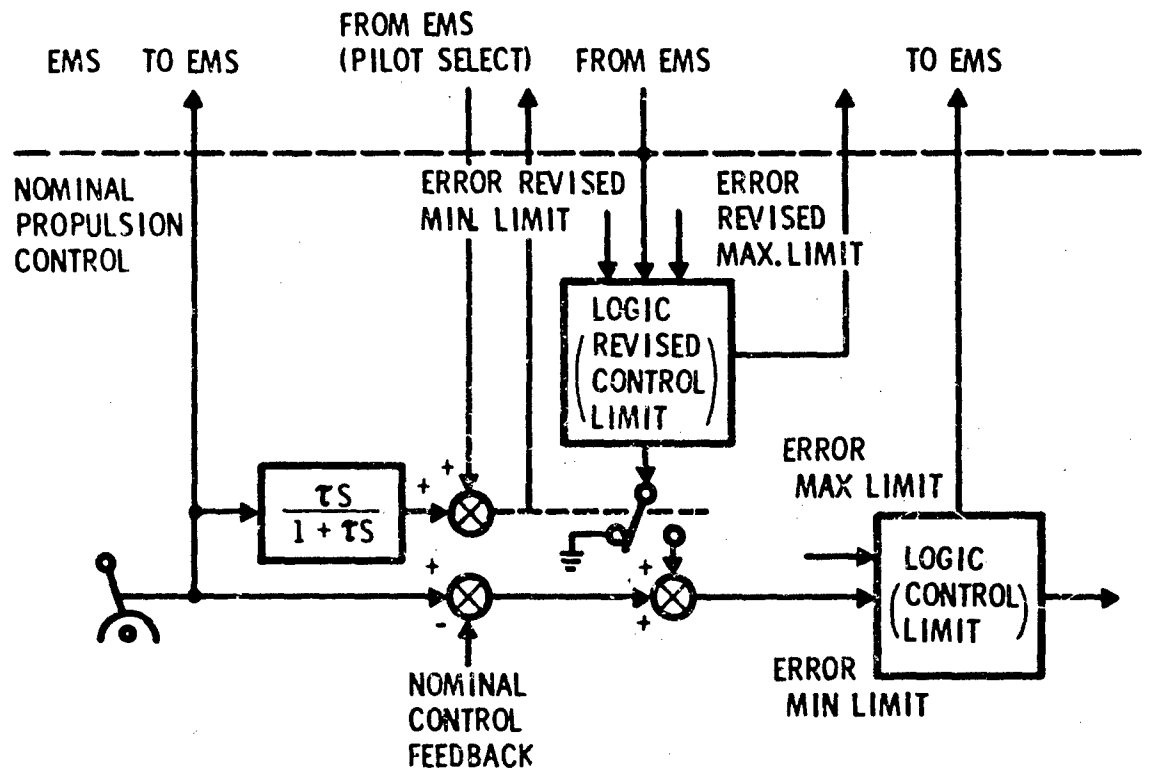 FROM EMS
(PILOT SELECT)
EMS
TO EMS
FROM EMS
TO EMS
NOMINAL
PROPULSION
CONTROL
ERROR REVISED
MIN. LIMIT
ERROR
REVISED
MAX. LIMIT
LOGIC
(REVISED
CONTROL
LIMIT)
ERROR
MAX LIMIT
τS
1 + τS
+
+
+
-
+
+
LOGIC
(CONTROL
LIMIT)
ERROR
MIN LIMIT
NOMINAL
CONTROL
FEEDBACK